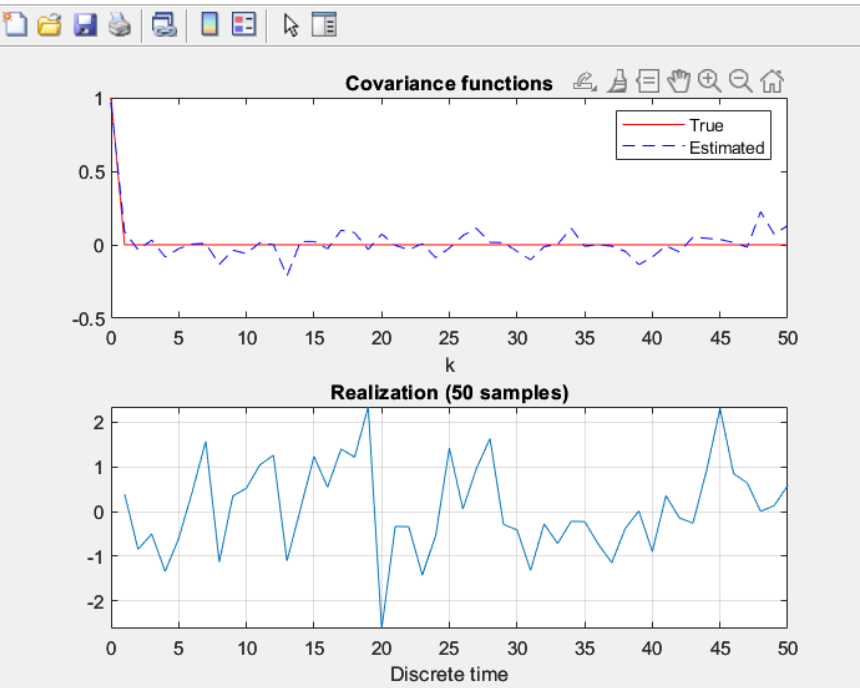 Covariance functions
1
True
Estimated
0.5
0
-0.5
0 5 10 15 20 25 30 35 40 45 50
k
Realization (50 samples)
2
1
0
-1
-2
0 5 10 15 20 25 30 35 40 45 50
Discrete time